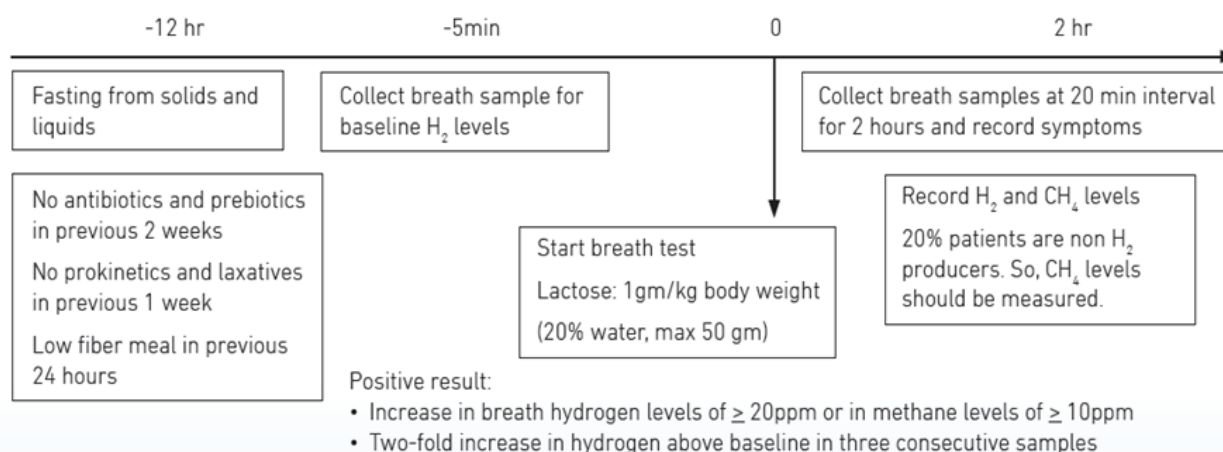 -12 hr
-5min
0
2 hr
Fasting from solids and
liquids
Collect breath sample for
baseline H₂ levels
Collect breath samples at 20 min interval
for 2 hours and record symptoms
No antibiotics and prebiotics
in previous 2 weeks
No prokinetics and laxatives
in previous 1 week
Low fiber meal in previous
24 hours
Start breath test
Lactose: 1gm/kg body weight
(20% water, max 50 gm)
Record H₂ and CH₄ levels
20% patients are non H₂
producers. So, CH₄ levels
should be measured.
Positive result:
• Increase in breath hydrogen levels of ≥ 20ppm or in methane levels of ≥ 10ppm
• Two-fold increase in hydrogen above baseline in three consecutive samples